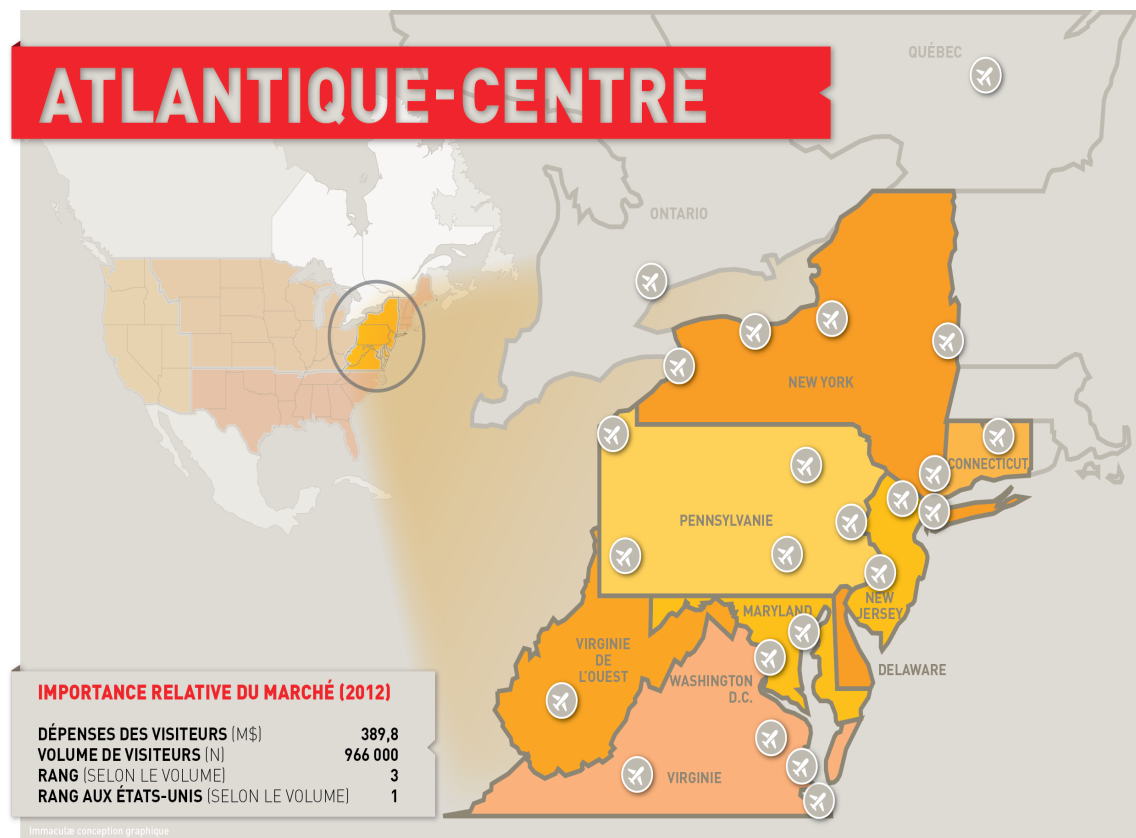 ATLANTIQUE-CENTRE
QUÉBEC
ONTARIO
NEW YORK
CONNECTICUT
PENNSYLVANIE
NEW
JERSEY
MARYLAND
VIRGINIE
DE
L'OUEST
WASHINGTON
D.C.
DELAWARE
VIRGINIE
IMPORTANCE RELATIVE DU MARCHÉ (2012)
DÉPENSES DES VISITEURS (M$) 389,8
VOLUME DE VISITEURS (N) 966 000
RANG (SELON LE VOLUME) 3
RANG AUX ÉTATS-UNIS (SELON LE VOLUME) 1
Immaculæ conception graphique